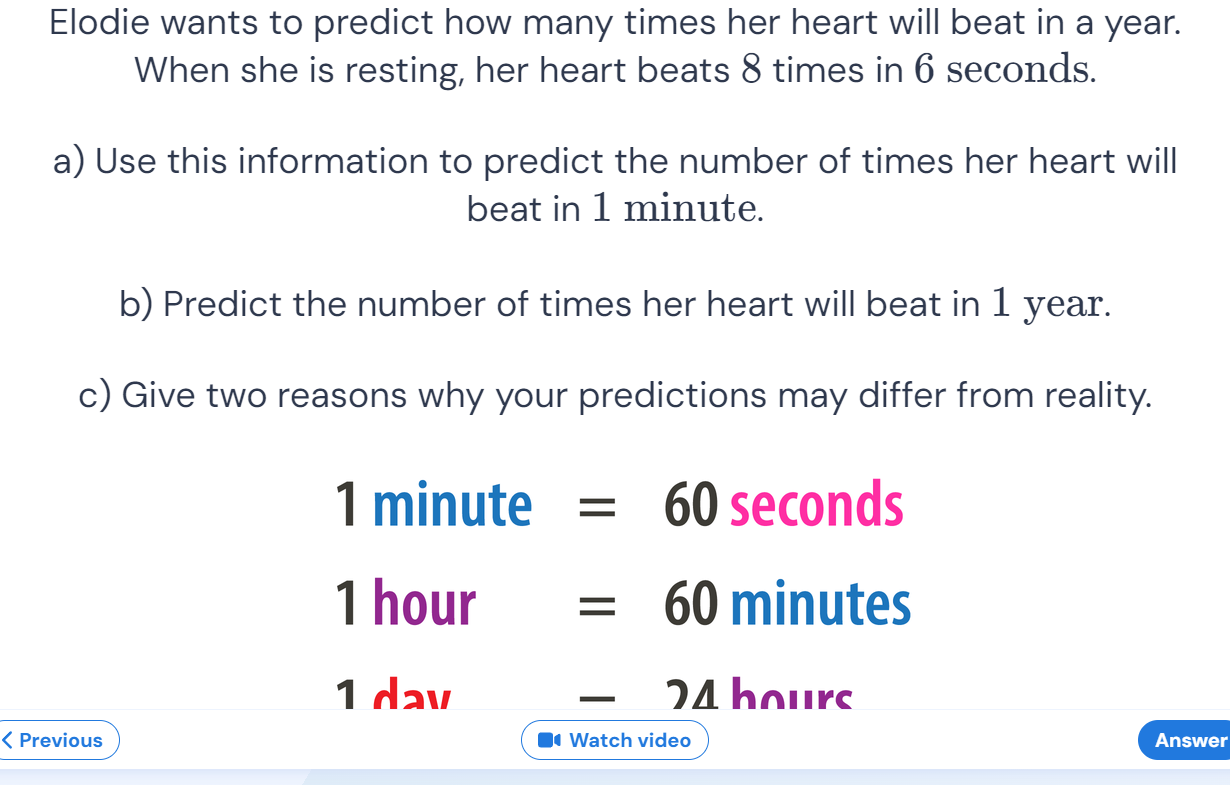 Elodie wants to predict how many times her heart will beat in a year.
When she is resting, her heart beats 8 times in 6 seconds.
a) Use this information to predict the number of times her heart will
beat in 1 minute.
b) Predict the number of times her heart will beat in 1 year.
c) Give two reasons why your predictions may differ from reality.
1 minute = 60 seconds
1 hour = 60 minutes
1 day = 24 hours
Previous
Watch video
Answer